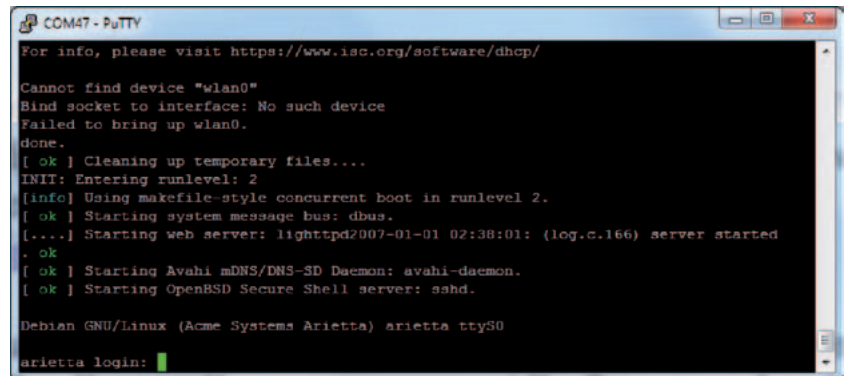 COM47 - PuTTY
For info, please visit https://www.isc.org/software/dhcp/
Cannot find device "wlan0"
Bind socket to interface: No such device
Failed to bring up wlan0.
done.
[ ok ] Cleaning up temporary files....
INIT: Entering runlevel: 2
[info] Using makefile-style concurrent boot in runlevel 2.
[ ok ] Starting system message bus: dbus.
[....] Starting web server: lighttpd2007-01-01 02:38:01: (log.c.166) server started
. ok
[ ok ] Starting Avahi mDNS/DNS-SD Daemon: avahi-daemon.
[ ok ] Starting OpenBSD Secure Shell server: sshd.
Debian GNU/Linux (Acme Systems Arietta) arietta ttyS0
arietta login: